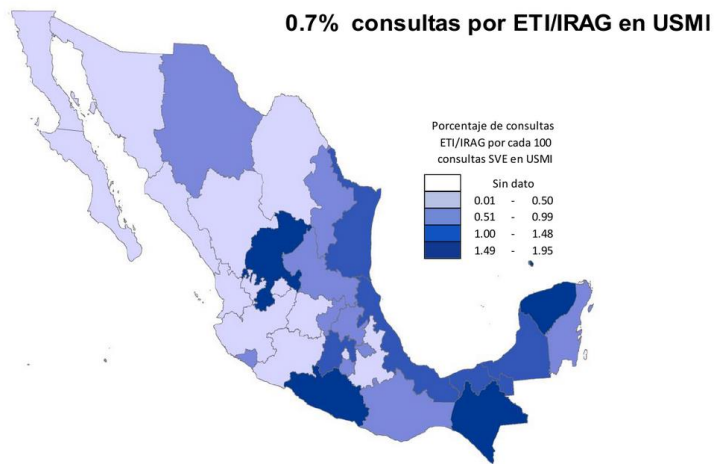 0.7% consultas por ETI/IRAG en USMI
Porcentaje de consultas
ETI/IRAG por cada 100
consultas SVE en USMI
Sin dato
0.01 - 0.50
0.51 - 0.99
1.00 - 1.48
1.49 - 1.95